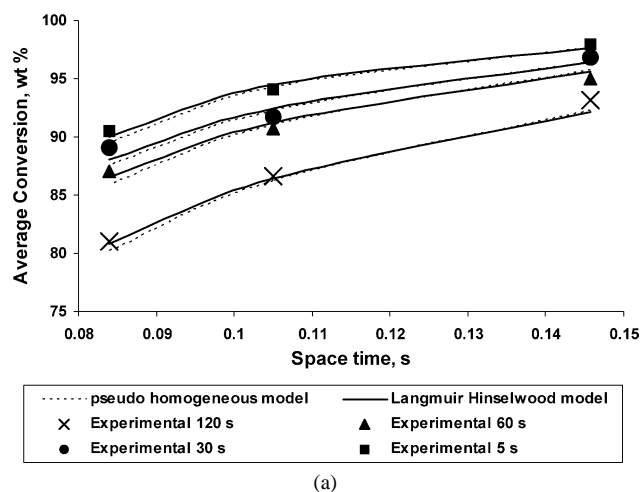 100
95
90
85
80
75
Average Conversion, wt %
0.08 0.09 0.1 0.11 0.12 0.13 0.14 0.15
Space time, s
pseudo homogeneous model Langmuir Hinselwood model
Experimental 120 s Experimental 60 s
Experimental 30 s Experimental 5 s
(a)